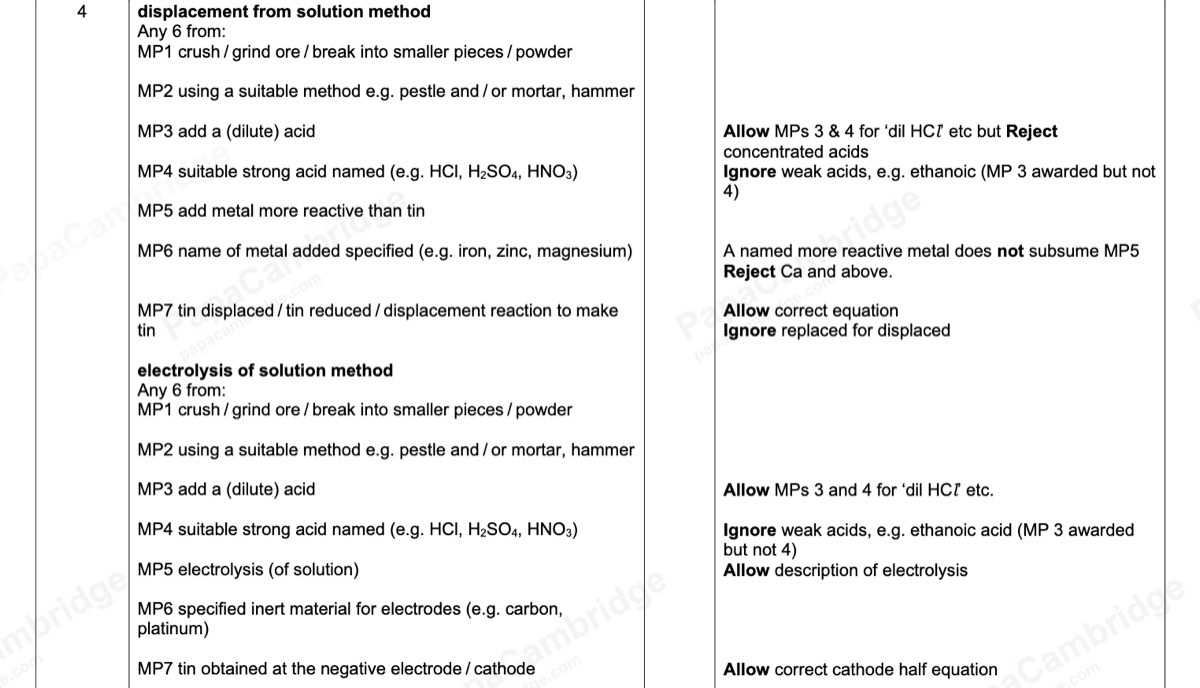 4 displacement from solution method
Any 6 from:
MP1 crush / grind ore / break into smaller pieces / powder
MP2 using a suitable method e.g. pestle and / or mortar, hammer
MP3 add a (dilute) acid
Allow MPs 3 & 4 for ‘dil HCl’ etc but Reject
concentrated acids
MP4 suitable strong acid named (e.g. HCl, H₂SO₄, HNO₃)
Ignore weak acids, e.g. ethanoic (MP 3 awarded but not
4)
MP5 add metal more reactive than tin
MP6 name of metal added specified (e.g. iron, zinc, magnesium)
A named more reactive metal does not subsume MP5
Reject Ca and above.
MP7 tin displaced / tin reduced / displacement reaction to make
tin
Allow correct equation
Ignore replaced for displaced
electrolysis of solution method
Any 6 from:
MP1 crush / grind ore / break into smaller pieces / powder
MP2 using a suitable method e.g. pestle and / or mortar, hammer
MP3 add a (dilute) acid
Allow MPs 3 and 4 for ‘dil HCl’ etc.
MP4 suitable strong acid named (e.g. HCl, H₂SO₄, HNO₃)
Ignore weak acids, e.g. ethanoic acid (MP 3 awarded
but not 4)
MP5 electrolysis (of solution)
Allow description of electrolysis
MP6 specified inert material for electrodes (e.g. carbon,
platinum)
MP7 tin obtained at the negative electrode / cathode
Allow correct cathode half equation
PapaCambridge
papacambridge.com